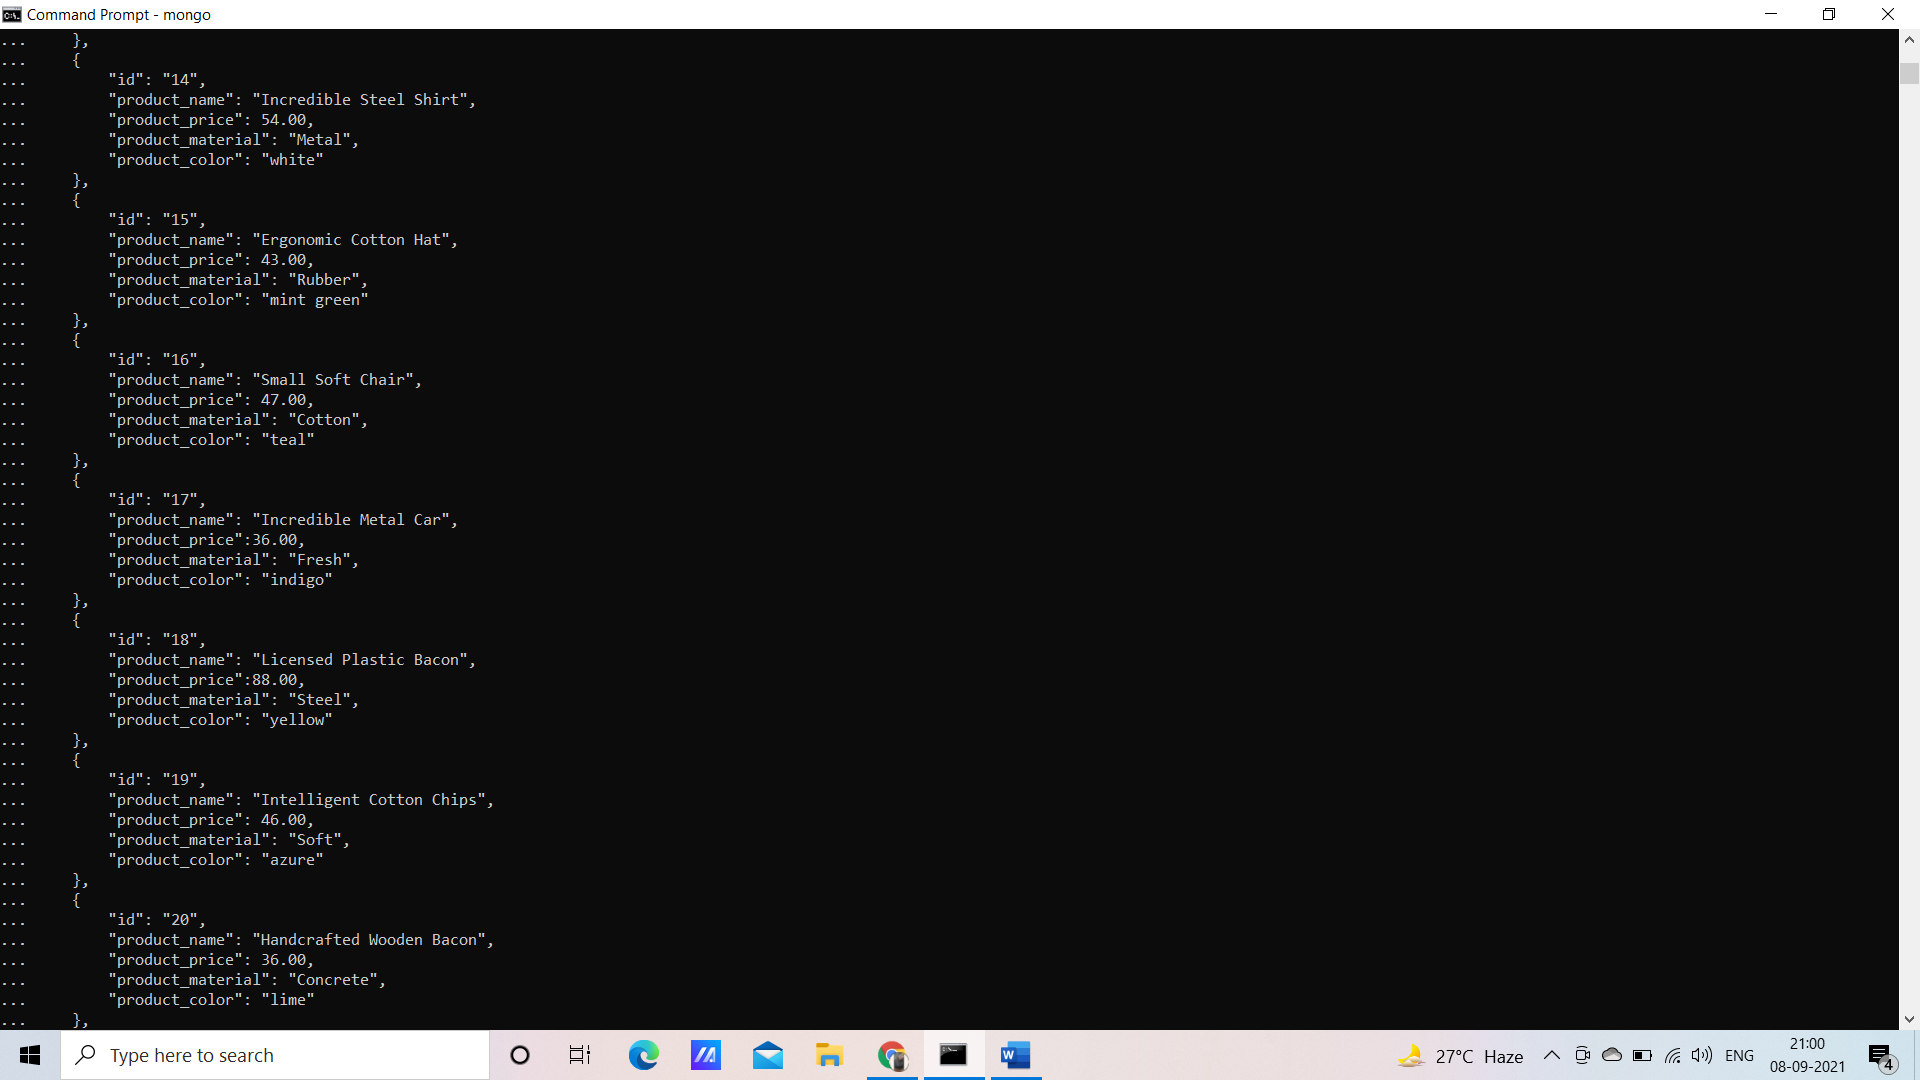 Command Prompt - mongo
...     },
...     {
...         "id": "14",
...         "product_name": "Incredible Steel Shirt",
...         "product_price": 54.00,
...         "product_material": "Metal",
...         "product_color": "white"
...     },
...     {
...         "id": "15",
...         "product_name": "Ergonomic Cotton Hat",
...         "product_price": 43.00,
...         "product_material": "Rubber",
...         "product_color": "mint green"
...     },
...     {
...         "id": "16",
...         "product_name": "Small Soft Chair",
...         "product_price": 47.00,
...         "product_material": "Cotton",
...         "product_color": "teal"
...     },
...     {
...         "id": "17",
...         "product_name": "Incredible Metal Car",
...         "product_price":36.00,
...         "product_material": "Fresh",
...         "product_color": "indigo"
...     },
...     {
...         "id": "18",
...         "product_name": "Licensed Plastic Bacon",
...         "product_price":88.00,
...         "product_material": "Steel",
...         "product_color": "yellow"
...     },
...     {
...         "id": "19",
...         "product_name": "Intelligent Cotton Chips",
...         "product_price": 46.00,
...         "product_material": "Soft",
...         "product_color": "azure"
...     },
...     {
...         "id": "20",
...         "product_name": "Handcrafted Wooden Bacon",
...         "product_price": 36.00,
...         "product_material": "Concrete",
...         "product_color": "lime"
...     },
Type here to search
27°C Haze
ENG
21:00
08-09-2021
4